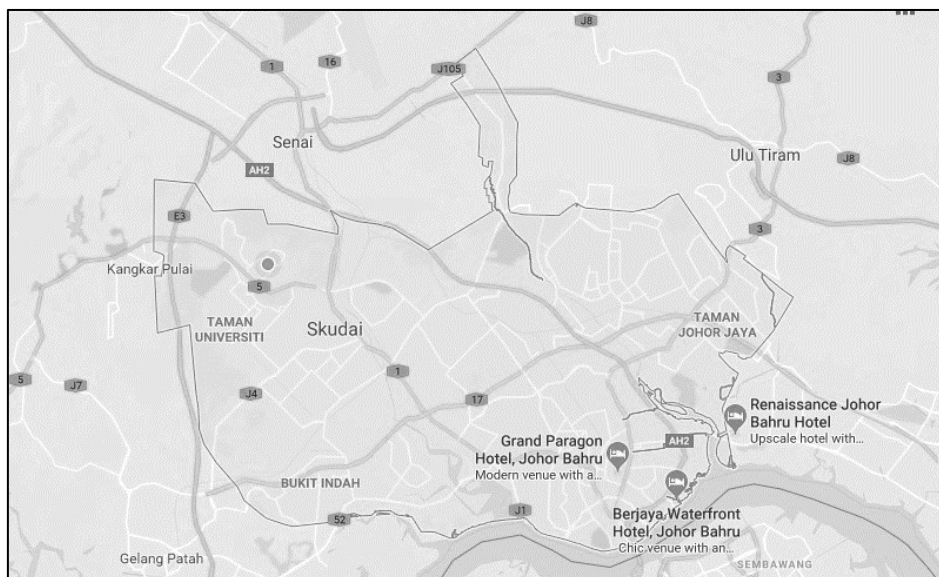 J8
1
16
J105
3
Senai
Ulu Tiram
J8
AH2
E3
3
Kangkar Pulai
5
TAMAN
UNIVERSITI
Skudai
TAMAN
JOHOR JAYA
5
J7
J4
1
17
Renaissance Johor
Bahru Hotel
Upscale hotel with...
Grand Paragon
Hotel, Johor Bahru
Modern venue with a...
AH2
BUKIT INDAH
52
J1
Berjaya Waterfront
Hotel, Johor Bahru
Chic venue with an...
Gelang Patah
SEMBAWANG